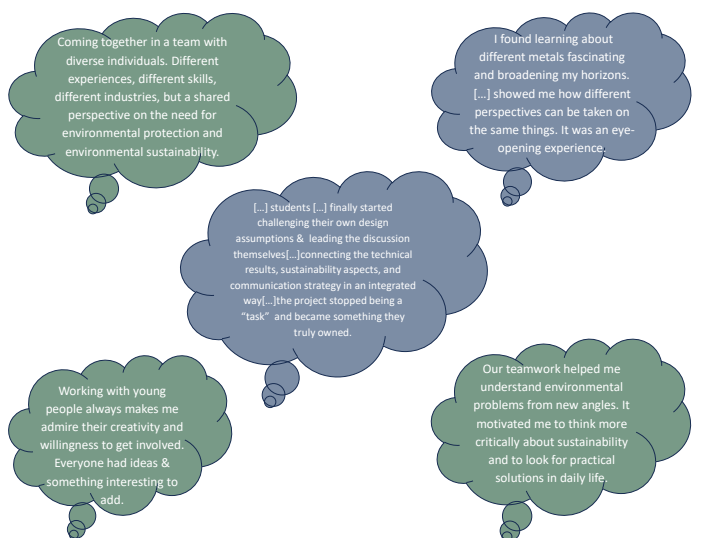 Coming together in a team with
diverse individuals. Different
experiences, different skills,
different industries, but a shared
perspective on the need for
environmental protection and
environmental sustainability.
I found learning about
different metals fascinating
and broadening my horizons.
[...] showed me how different
perspectives can be taken on
the same things. It was an eye-
opening experience.
[...] students [...] finally started
challenging their own design
assumptions & leading the discussion
themselves[...]connecting the technical
results, sustainability aspects, and
communication strategy in an integrated
way[...]the project stopped being a
“task” and became something they
truly owned.
Working with young
people always makes me
admire their creativity and
willingness to get involved.
Everyone had ideas &
something interesting to
add.
Our teamwork helped me
understand environmental
problems from new angles. It
motivated me to think more
critically about sustainability
and to look for practical
solutions in daily life.